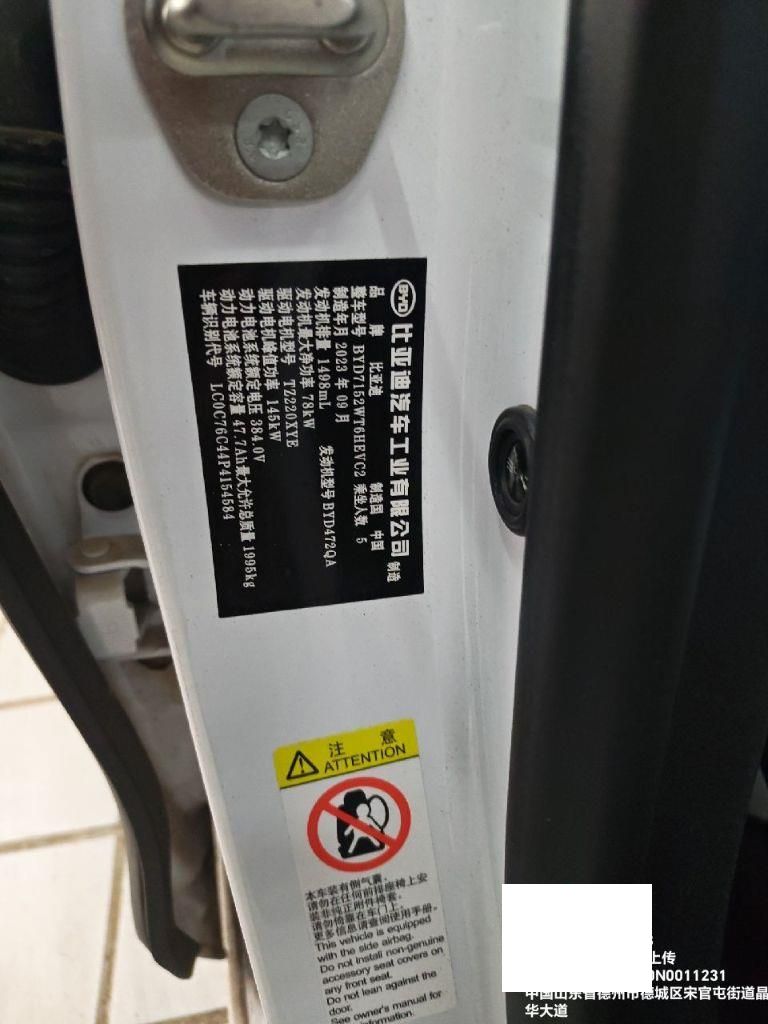 BYD 比亚迪汽车工业有限公司 制造
品 牌 比亚迪 制造国 中国
整车型号 BYD7152WT6HEVC2 乘坐人数 5
制造年月 2023 年 09 月
发动机排量 1498mL 发动机型号 BYD472QA
发动机最大净功率 78kW
驱动电机型号 TZ220XYE
驱动电机峰值功率 145kW
动力电池系统额定电压 384.0V
动力电池系统额定容量 47.7Ah最大允许总质量 1995kg
车辆识别代号 LC0C76C44P4154584
注 意
ATTENTION
本车装有侧气囊。
请勿在任何前排座椅上安
装非纯正附件椅套。
请勿倚靠在车门上。
更多信息请查阅使用手册。
This vehicle is equipped
with the side airbag.
Do not install non-genuine
accessory seat covers on
any front seat.
Do not lean against the
door.
See owner's manual for
information.
上传
0N0011231
中国山东省德州市德城区宋官屯街道晶
华大道